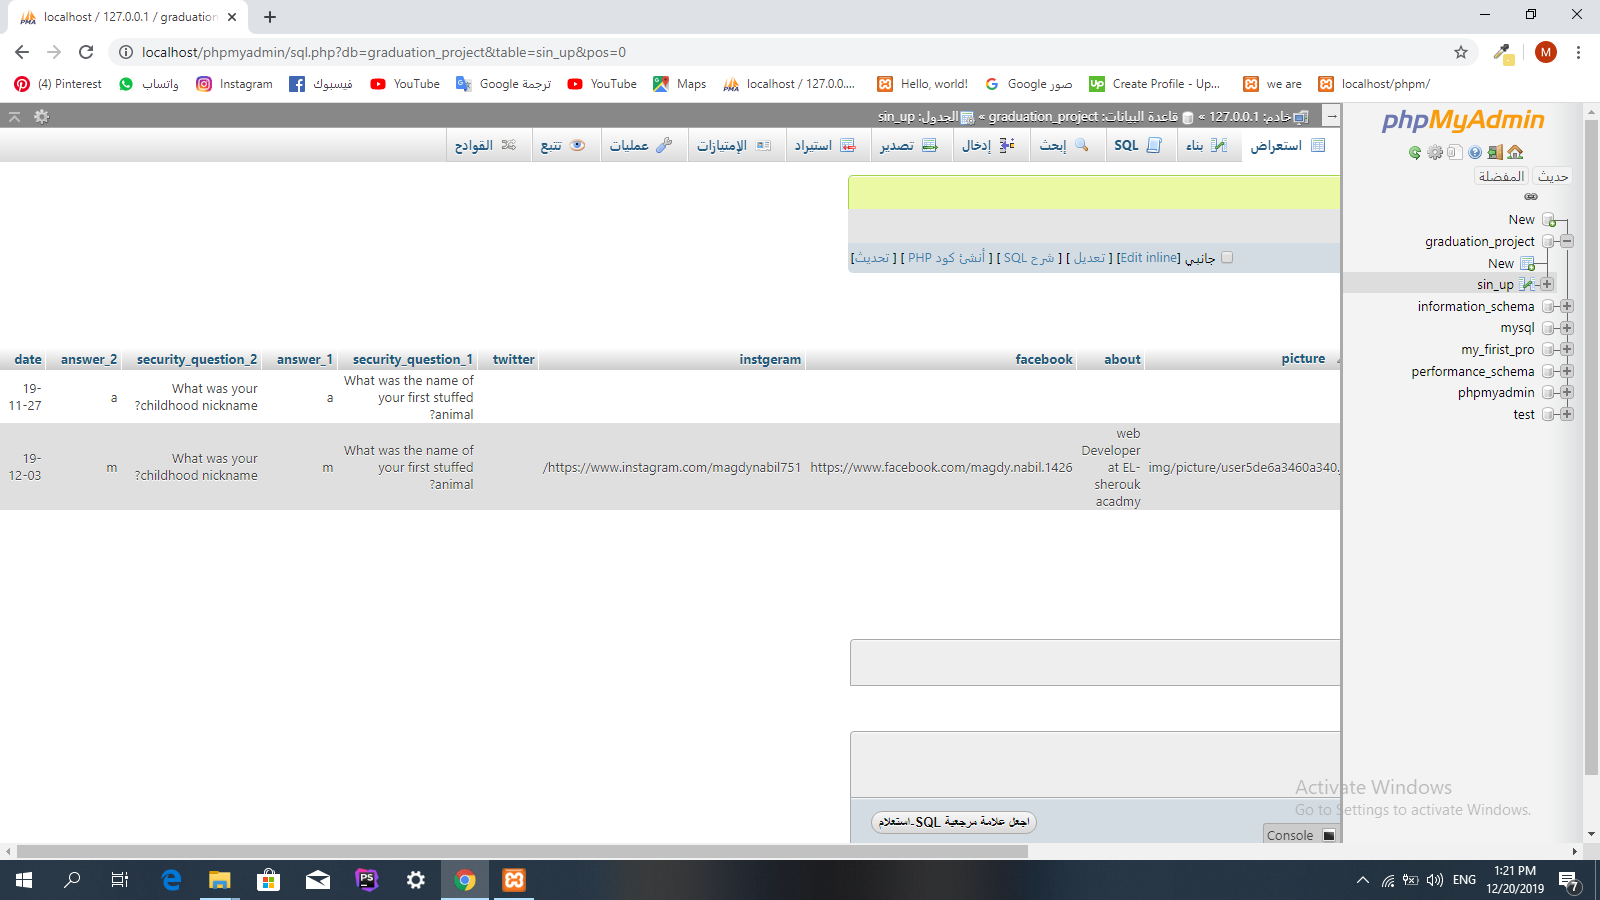 localhost / 127.0.0.1 / graduation
localhost/phpmyadmin/sql.php?db=graduation_project&table=sin_up&pos=0
M
(4) Pinterest
واتساب
Instagram
فيسبوك
YouTube
ترجمة Google
YouTube
Maps
localhost / 127.0.0....
Hello, world!
صور Google
Create Profile - Up...
we are
localhost/phpm/
خادم: 127.0.0.1 » قاعدة البيانات: graduation_project » الجدول: sin_up
phpMyAdmin
استعراض
بناء
SQL
إبحث
إدخال
تصدير
استيراد
الإمتيازات
عمليات
تتبع
القوادح
حديث
المفضلة
New
graduation_project
New
sin_up
information_schema
mysql
my_firist_pro
performance_schema
phpmyadmin
test
جانبي [Edit inline] [ تعديل ] [ شرح SQL ] [ أنشئ كود PHP ] [ تحديث]
date
answer_2
security_question_2
answer_1
security_question_1
twitter
instgeram
facebook
about
picture
19-
11-27
a
What was your
?childhood nickname
a
What was the name of
your first stuffed
?animal
19-
12-03
m
What was your
?childhood nickname
m
What was the name of
your first stuffed
?animal
/https://www.instagram.com/magdynabil751
https://www.facebook.com/magdy.nabil.1426
web
Developer
at EL-
sherouk
acadmy
img/picture/user5de6a3460a340.
اجعل علامة مرجعية SQL-استعلام
Activate Windows
Go to Settings to activate Windows.
Console
ENG
1:21 PM
12/20/2019
7